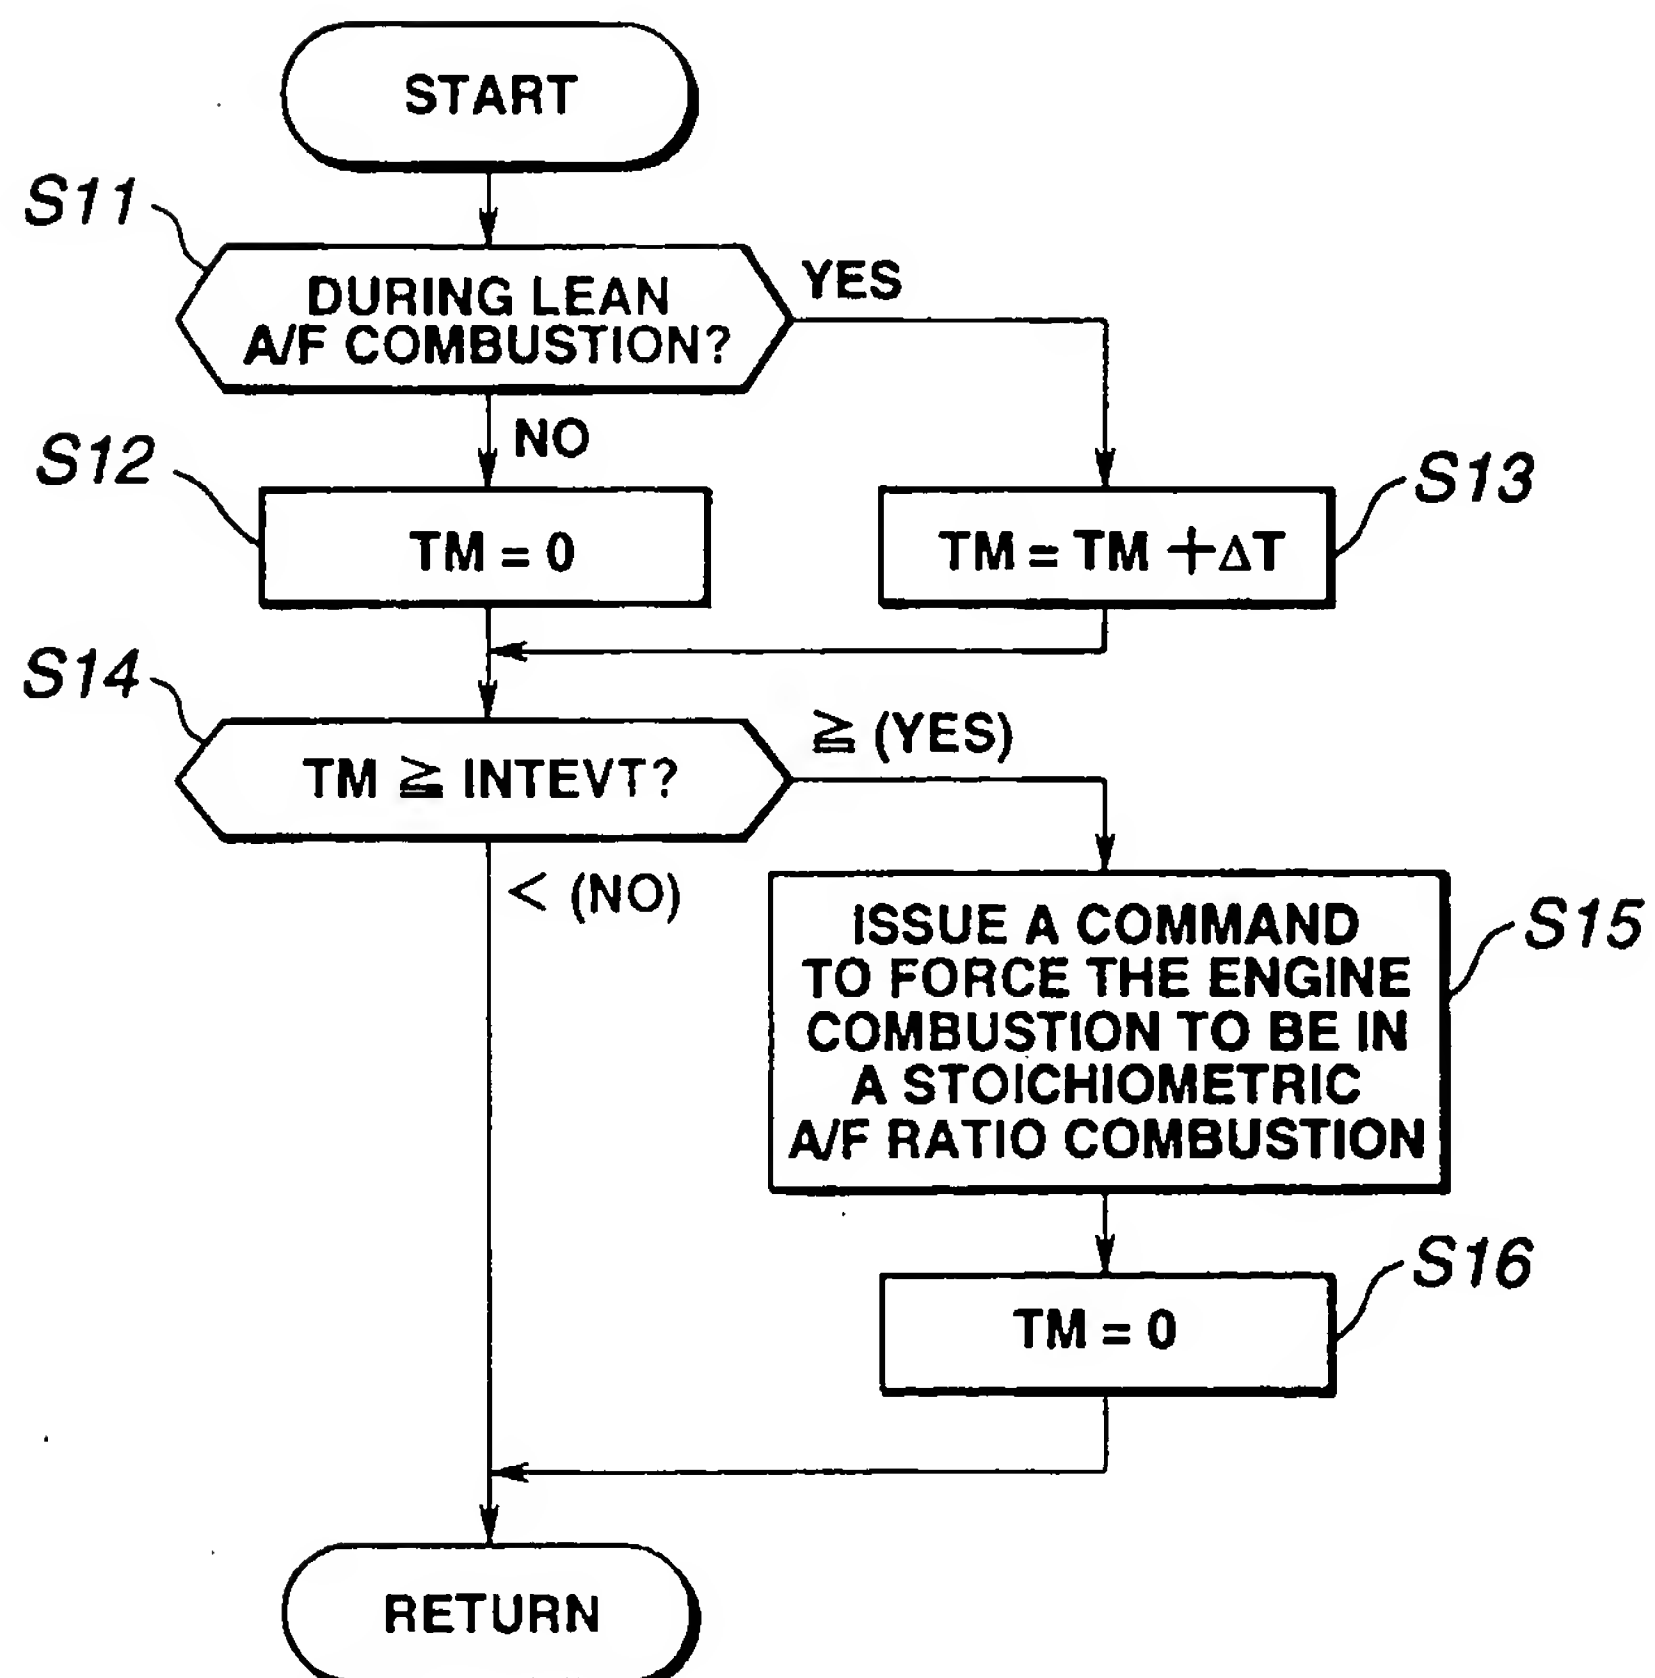 START
S11
DURING LEAN
A/F COMBUSTION?
YES
NO
S12
TM = 0
S13
TM = TM +ΔT
S14
TM ≧ INTEVT?
≧ (YES)
< (NO)
ISSUE A COMMAND
TO FORCE THE ENGINE
COMBUSTION TO BE IN
A STOICHIOMETRIC
A/F RATIO COMBUSTION
S15
TM = 0
S16
RETURN